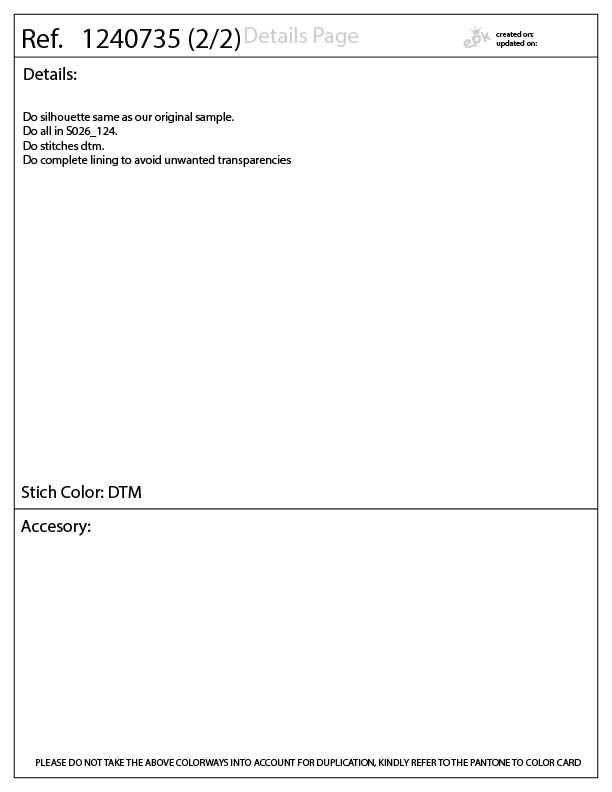 Ref. 1240735 (2/2) Details Page
epk
created on:
updated on:
Details:
Do silhouette same as our original sample.
Do all in S026_124.
Do stitches dtm.
Do complete lining to avoid unwanted transparencies
Stich Color: DTM
Accesory:
PLEASE DO NOT TAKE THE ABOVE COLORWAYS INTO ACCOUNT FOR DUPLICATION, KINDLY REFER TO THE PANTONE TO COLOR CARD